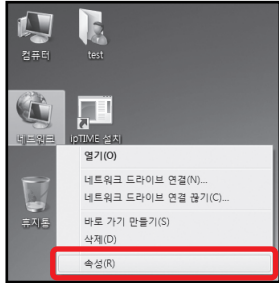 컴퓨터
test
네트워크
ipTIME 설치
휴지통
열기(O)
네트워크 드라이브 연결(N)...
네트워크 드라이브 연결 끊기(C)...
바로 가기 만들기(S)
삭제(D)
속성(R)